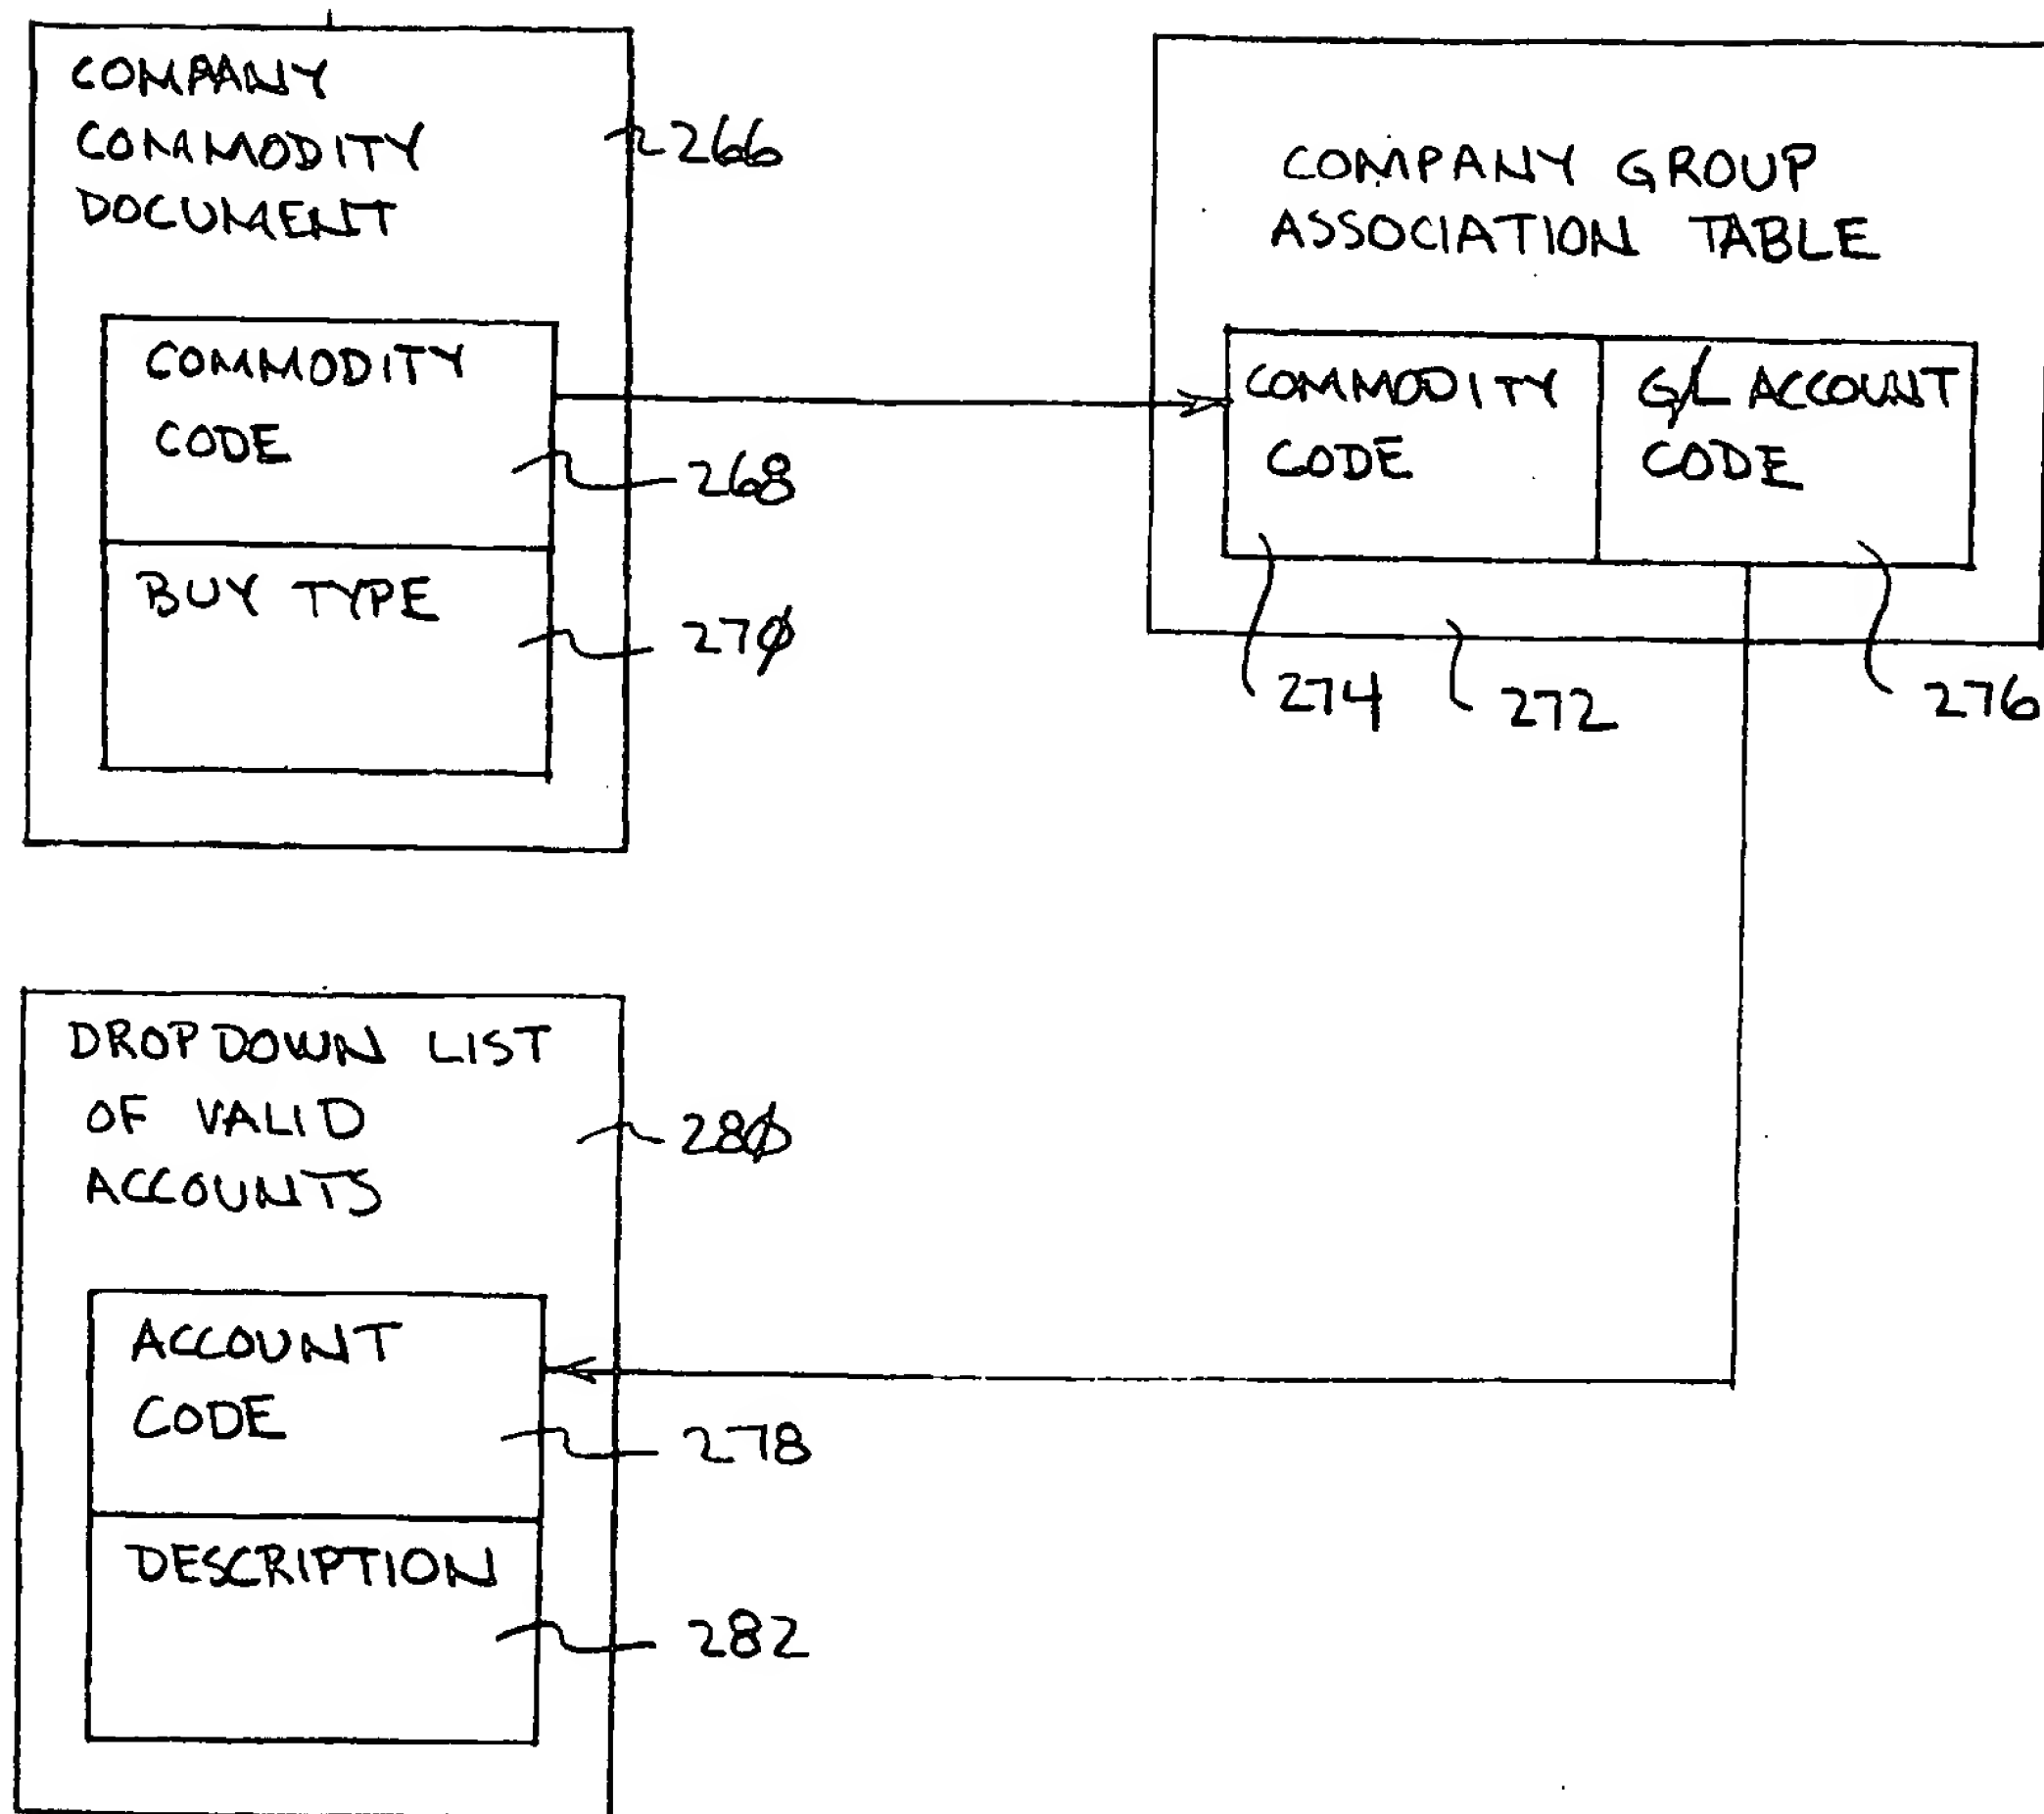 COMPANY
COMMODITY
DOCUMENT
266
COMMODITY
CODE
268
BUY TYPE
270
COMPANY GROUP
ASSOCIATION TABLE
COMMODITY
CODE
G/L ACCOUNT
CODE
274
272
276
DROPDOWN LIST
OF VALID
ACCOUNTS
280
ACCOUNT
CODE
278
DESCRIPTION
282